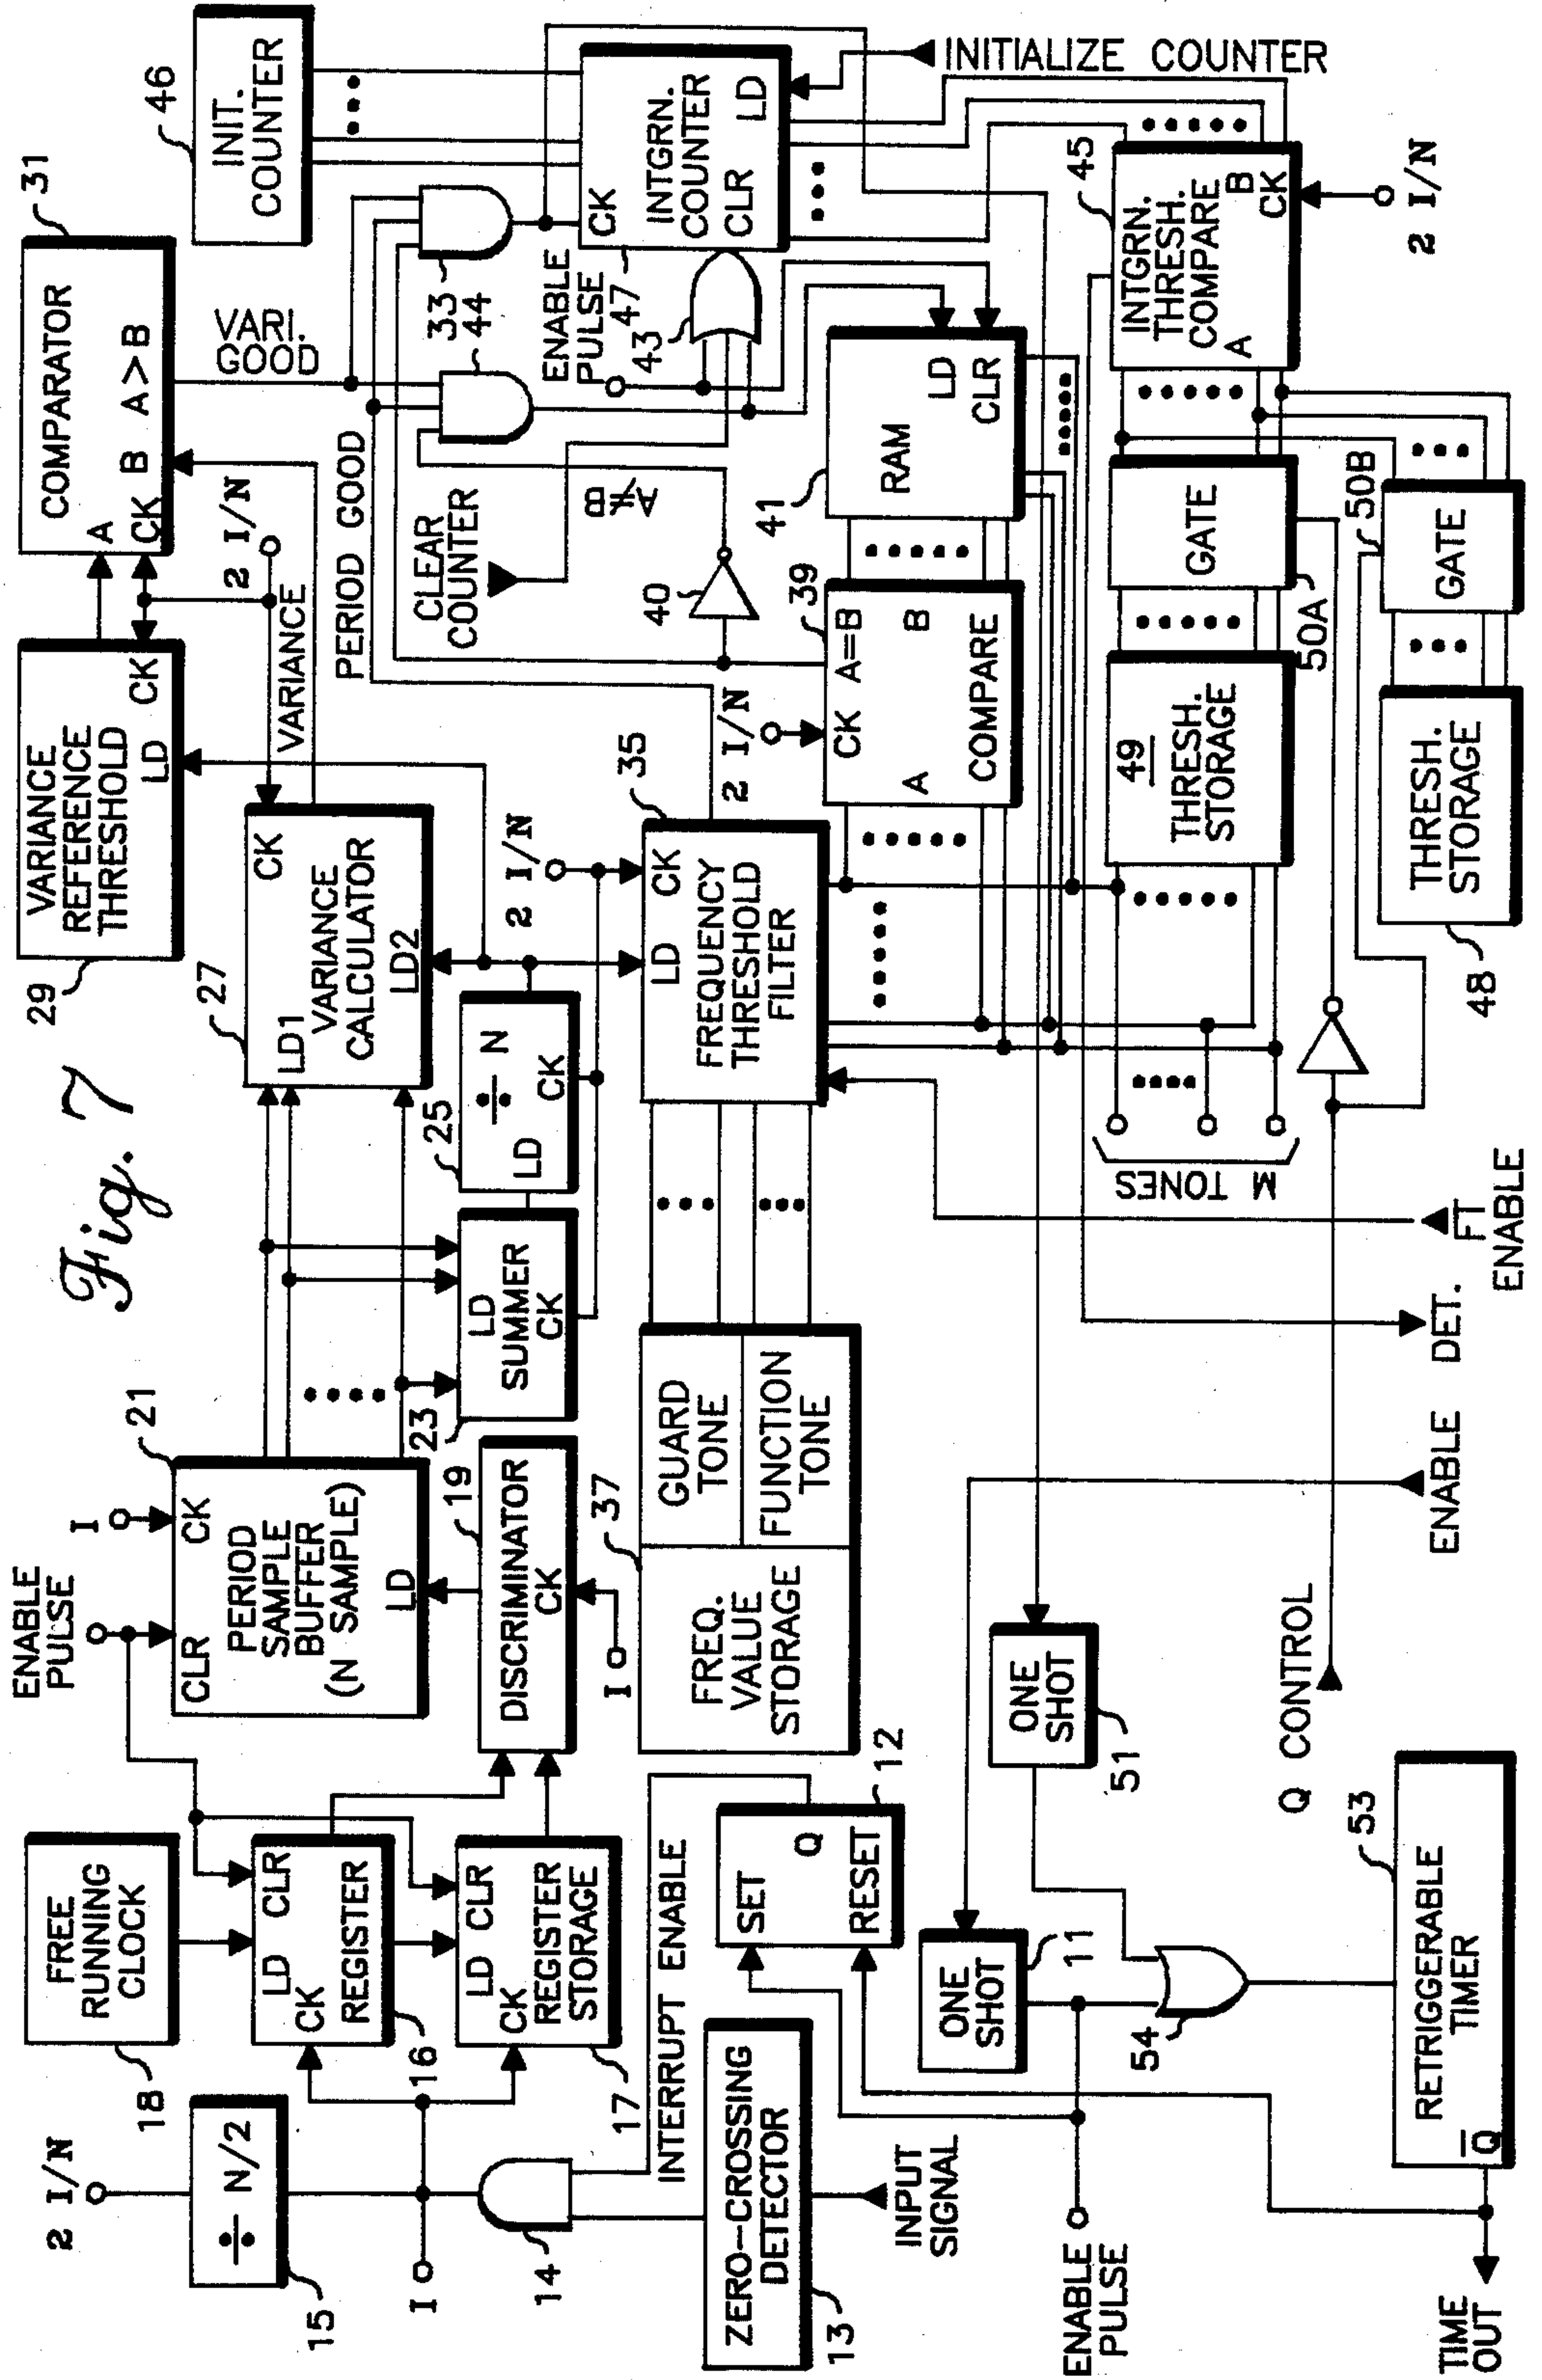 Fig. 7
2 I/N
÷ N/2
15
I
14
ZERO-CROSSING
DETECTOR
13
INPUT
SIGNAL
INTERRUPT ENABLE
FREE
RUNNING
CLOCK
18
LD CLR
CK
REGISTER
16
LD CLR
CK
REGISTER
STORAGE
17
SET
Q
RESET
12
ENABLE
PULSE
I
CLR CK
PERIOD
SAMPLE
BUFFER
(N SAMPLE)
LD
21
DISCRIMINATOR
CK
19
I
LD
SUMMER
CK
23
÷ N
LD CK
25
LD1 CK
VARIANCE
CALCULATOR
LD2
27
VARIANCE
REFERENCE
THRESHOLD
LD CK
29
2 I/N
VARIANCE
COMPARATOR
A
CK B A>B
31
VARI.
GOOD
PERIOD GOOD
INIT.
COUNTER
46
33
44
ENABLE
PULSE
47
43
CK
INTGRN.
COUNTER
CLR LD
INITIALIZE COUNTER
CLEAR
COUNTER
A≠B
40
FREQ.
VALUE
STORAGE
GUARD
TONE
FUNCTION
TONE
37
2 I/N
LD CK
FREQUENCY
THRESHOLD
FILTER
35
2 I/N
CK A=B
A B
COMPARE
39
RAM
LD
CLR
41
M TONES
49
THRESH.
STORAGE
GATE
50A
INTGRN.
THRESH.
COMPARE
A B
CK
45
2 I/N
THRESH.
STORAGE
48
GATE
50B
ONE
SHOT
11
ONE
SHOT
51
54
ENABLE
PULSE
RETRIGGERABLE
TIMER
Q
53
TIME
OUT
Q CONTROL
ENABLE
DET.
FT
ENABLE